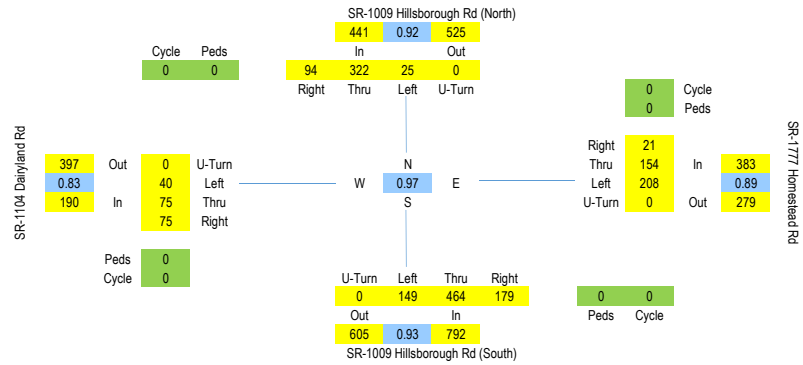 SR-1009 Hillsborough Rd (North)
441 0.92 525
Cycle Peds In Out
0 0 94 322 25 0
Right Thru Left U-Turn
0 Cycle
0 Peds
SR-1104 Dairyland Rd
SR-1777 Homestead Rd
Right 21
397 Out 0 U-Turn N Thru 154 In 383
0.83 40 Left W 0.97 E Left 208 0.89
190 In 75 Thru S U-Turn 0 Out 279
75 Right
Peds 0
Cycle 0
U-Turn Left Thru Right
0 149 464 179 0 0
Out In Peds Cycle
605 0.93 792
SR-1009 Hillsborough Rd (South)